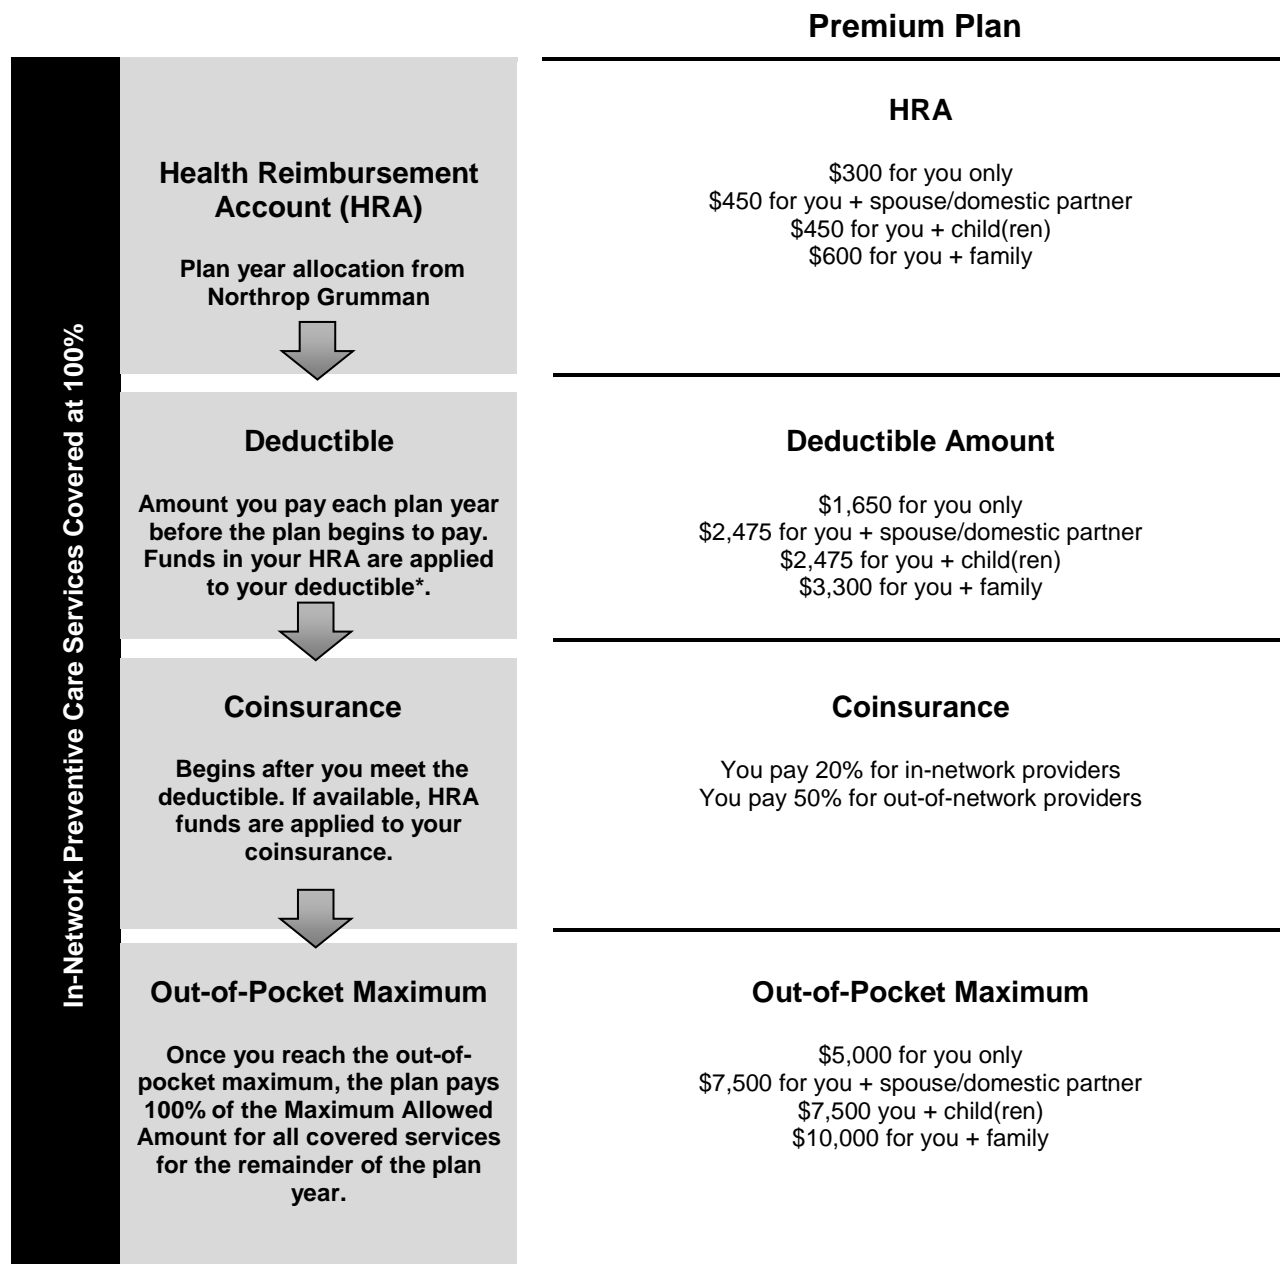 Premium Plan
In-Network Preventive Care Services Covered at 100%
Health Reimbursement
Account (HRA)
Plan year allocation from
Northrop Grumman
HRA
$300 for you only
$450 for you + spouse/domestic partner
$450 for you + child(ren)
$600 for you + family
Deductible
Amount you pay each plan year
before the plan begins to pay.
Funds in your HRA are applied
to your deductible*.
Deductible Amount
$1,650 for you only
$2,475 for you + spouse/domestic partner
$2,475 for you + child(ren)
$3,300 for you + family
Coinsurance
Begins after you meet the
deductible. If available, HRA
funds are applied to your
coinsurance.
Coinsurance
You pay 20% for in-network providers
You pay 50% for out-of-network providers
Out-of-Pocket Maximum
Once you reach the out-of-
pocket maximum, the plan pays
100% of the Maximum Allowed
Amount for all covered services
for the remainder of the plan
year.
Out-of-Pocket Maximum
$5,000 for you only
$7,500 for you + spouse/domestic partner
$7,500 you + child(ren)
$10,000 for you + family